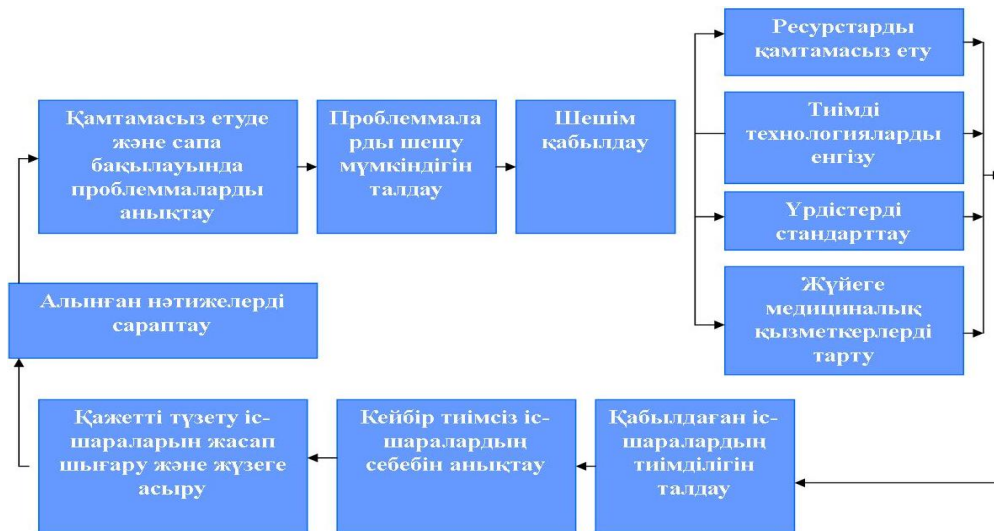 Қамтамасыз етуде
және сапа
бақылауында
проблеммаларды
анықтау
Проблеммала
рды шешу
мүмкіндігін
талдау
Шешім
қабылдау
Ресурстарды
қамтамасыз ету
Тиімді
технологияларды
енгізу
Үрдістерді
стандарттау
Жүйеге
медициналық
қызметкерлерді
тарту
Қабылдаған іс-
шаралардың
тиімділігін
талдау
Кейбір тиімсіз іс-
шаралардың
себебін анықтау
Қажетті түзету іс-
шараларын жасап
шығару және жүзеге
асыру
Алынған нәтижелерді
сараптау